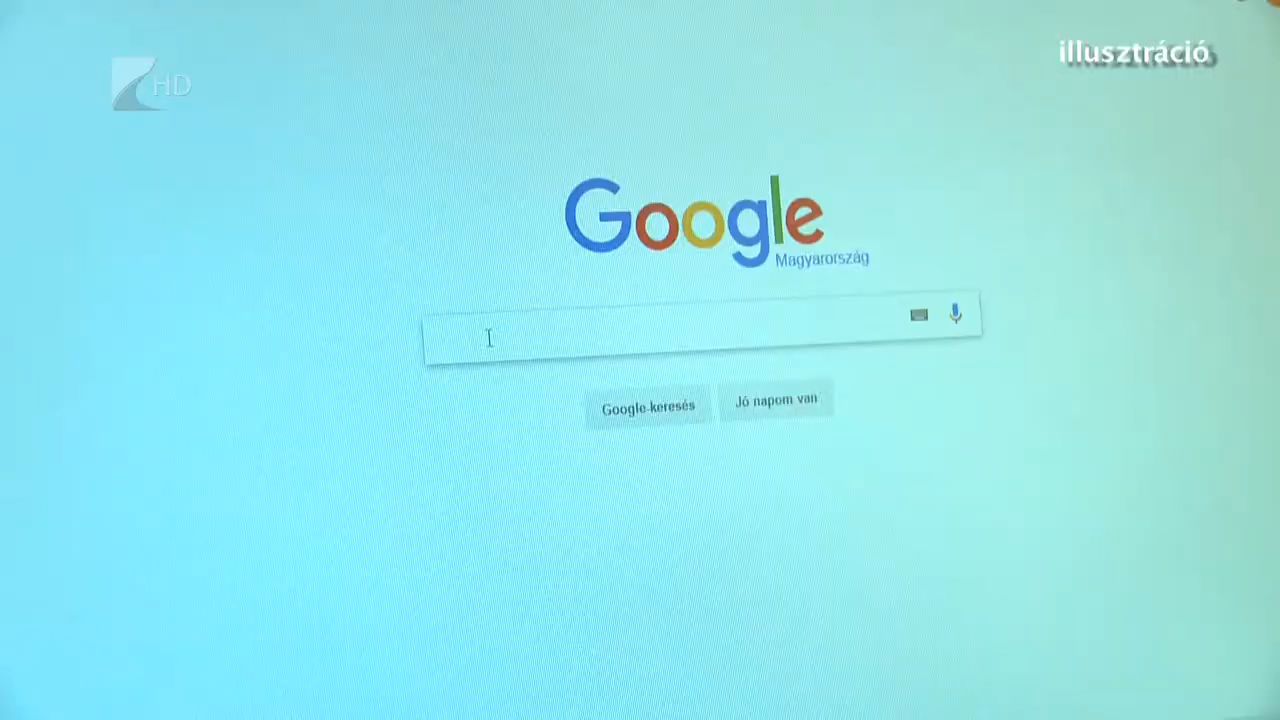 HD
illusztráció
Google
Magyarország
Google-keresés
Jó napom van